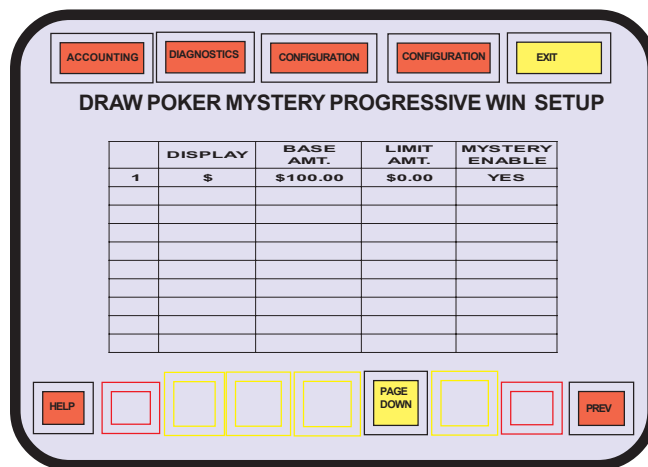 ACCOUNTING DIAGNOSTICS CONFIGURATION CONFIGURATION EXIT
DRAW POKER MYSTERY PROGRESSIVE WIN SETUP
DISPLAY BASE AMT. LIMIT AMT. MYSTERY ENABLE
1 $ $100.00 $0.00 YES
HELP PAGE DOWN PREV